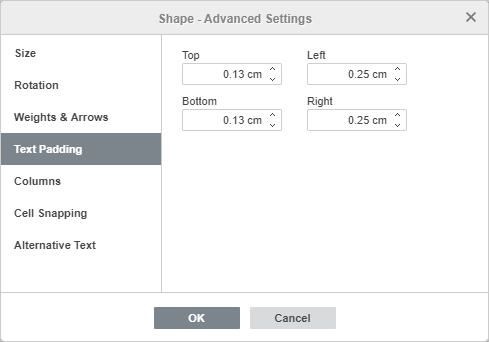 Shape - Advanced Settings
Size
Rotation
Weights & Arrows
Text Padding
Columns
Cell Snapping
Alternative Text
Top
Left
0.13 cm
0.25 cm
Bottom
Right
0.13 cm
0.25 cm
OK
Cancel